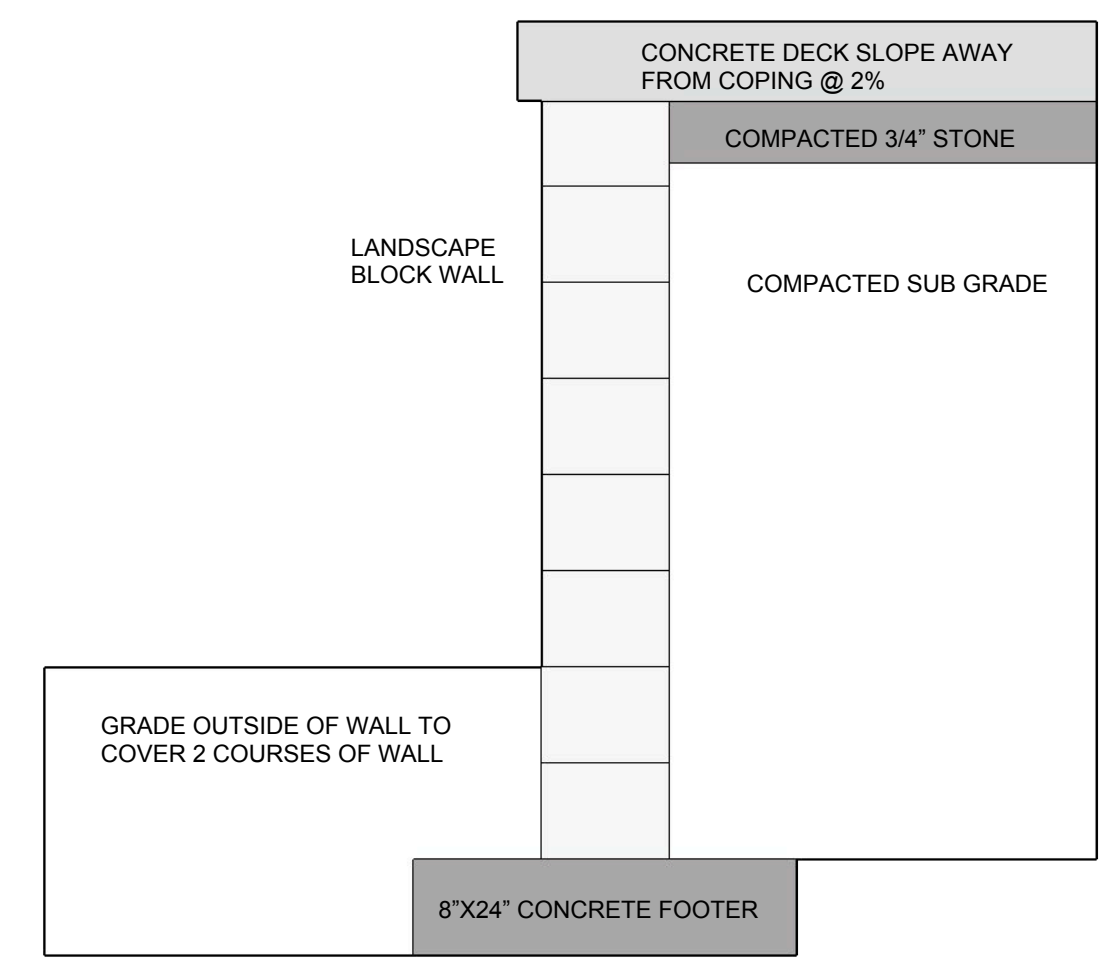 CONCRETE DECK SLOPE AWAY
FROM COPING @ 2%
COMPACTED 3/4” STONE
LANDSCAPE
BLOCK WALL
COMPACTED SUB GRADE
GRADE OUTSIDE OF WALL TO
COVER 2 COURSES OF WALL
8”X24” CONCRETE FOOTER